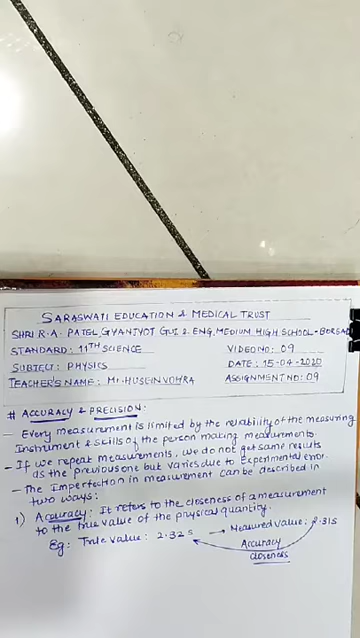 SARASWATI EDUCATION & MEDICAL TRUST
SHRI R.A. PATEL GYANJYOT GUJ & ENG. MEDIUM HIGH SCHOOL - BORSAD
STANDARD: 11TH SCIENCE VIDEO NO: 09
SUBJECT: PHYSICS DATE: 15-04-2020
TEACHER'S NAME: Mr. HUSEIN VOHRA ASSIGNMENT NO: 09
# ACCURACY & PRECISION.
- Every measurement is limited by the reliability of the measuring
Instrument & skills of the person making measurments.
- If we repeat measurements, we do not get same results
as the previous one but varies due to Experimental error.
- The Imperfection in measurement can be described in
two ways:
1) Accuracy: It refers to the closeness of a measurement
to the true value of the physical quantity.
Eg: True value: 2.32 s → Measured value: 2.31s
Accuracy
closeness